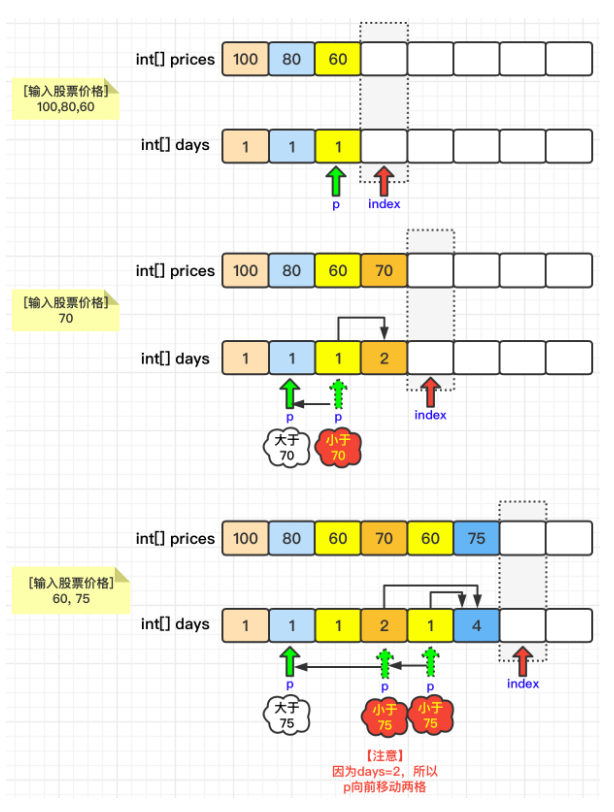 int[] prices 100 80 60
[输入股票价格]
100,80,60
int[] days 1 1 1
p index
int[] prices 100 80 60 70
[输入股票价格]
70
int[] days 1 1 1 2
p p index
大于 小于
70 70
int[] prices 100 80 60 70 60 75
[输入股票价格]
60, 75
int[] days 1 1 1 2 1 4
p p p index
大于 小于 小于
75 75 75
【注意】
因为days=2，所以
p向前移动两格